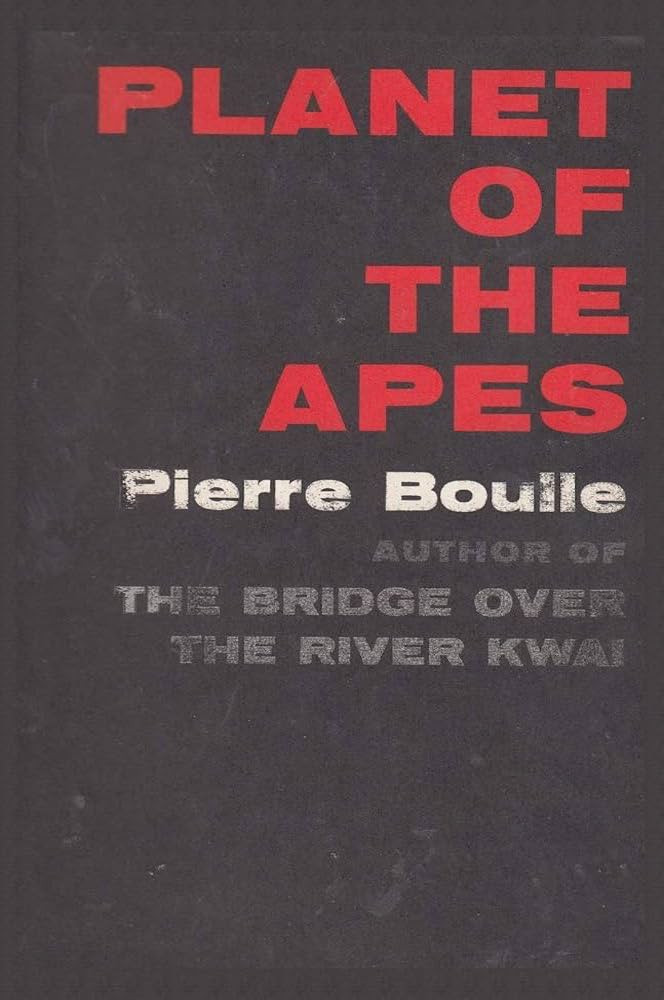 PLANET
OF
THE
APES
Pierre Boulle
AUTHOR OF
THE BRIDGE OVER
THE RIVER KWAI